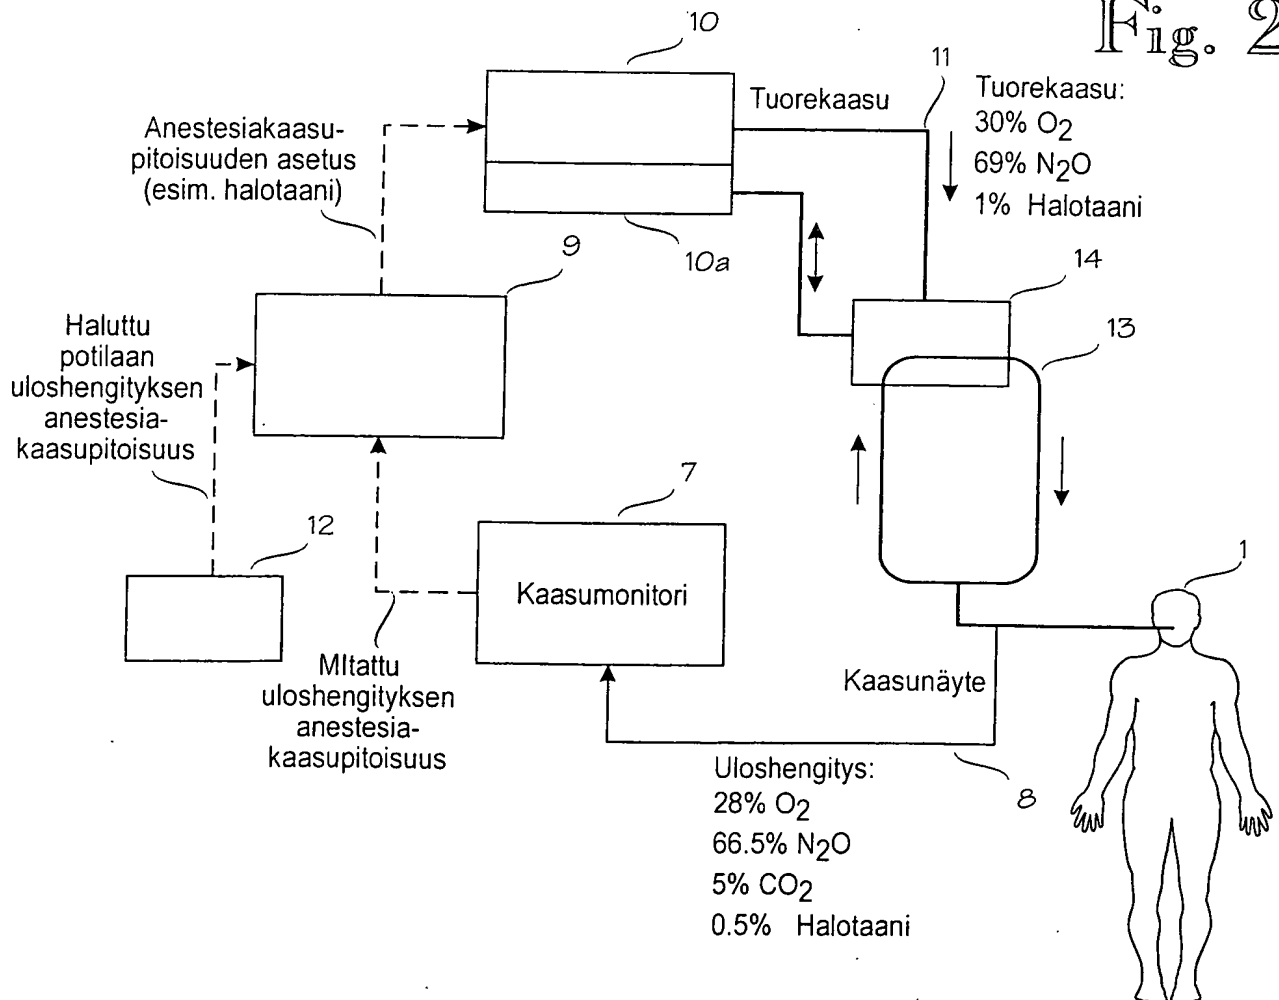 Fig. 2
10
11
Tuorekaasu
Tuorekaasu:
30% O2
69% N2O
1% Halotaani
Anestesiakaasu-
pitoisuuden asetus
(esim. halotaani)
10a
9
14
13
Haluttu
potilaan
uloshengityksen
anestesia-
kaasupitoisuus
7
12
Kaasumonitori
1
MItattu
uloshengityksen
anestesia-
kaasupitoisuus
Kaasunäyte
8
Uloshengitys:
28% O2
66.5% N2O
5% CO2
0.5% Halotaani